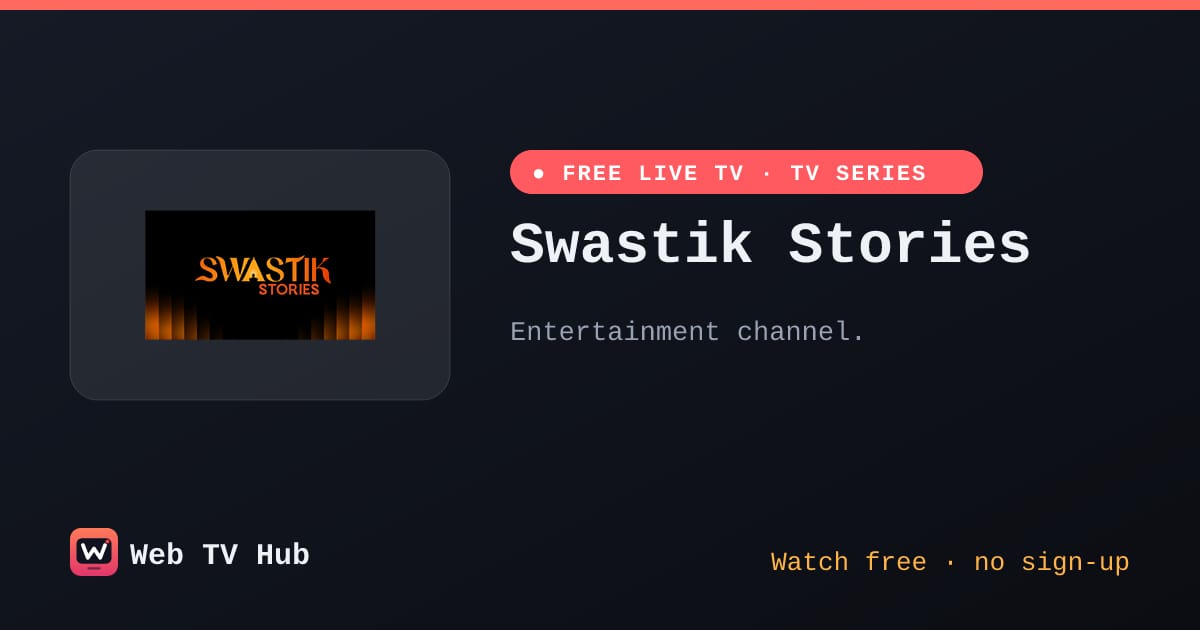 SWASTIK
STORIES
● FREE LIVE TV · TV SERIES
Swastik Stories
Entertainment channel.
W
Web TV Hub
Watch free · no sign-up